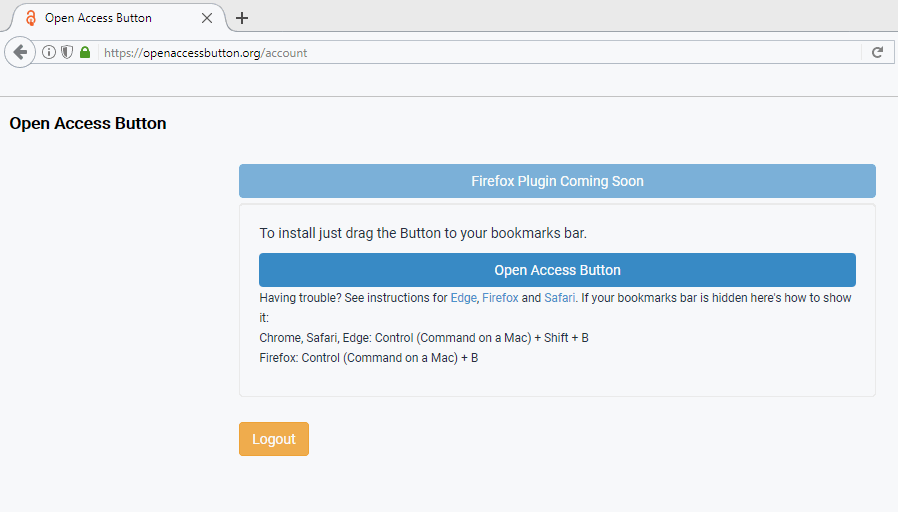 Open Access Button
https://openaccessbutton.org/account
Open Access Button
Firefox Plugin Coming Soon
To install just drag the Button to your bookmarks bar.
Open Access Button
Having trouble? See instructions for Edge, Firefox and Safari. If your bookmarks bar is hidden here's how to show
it:
Chrome, Safari, Edge: Control (Command on a Mac) + Shift + B
Firefox: Control (Command on a Mac) + B
Logout